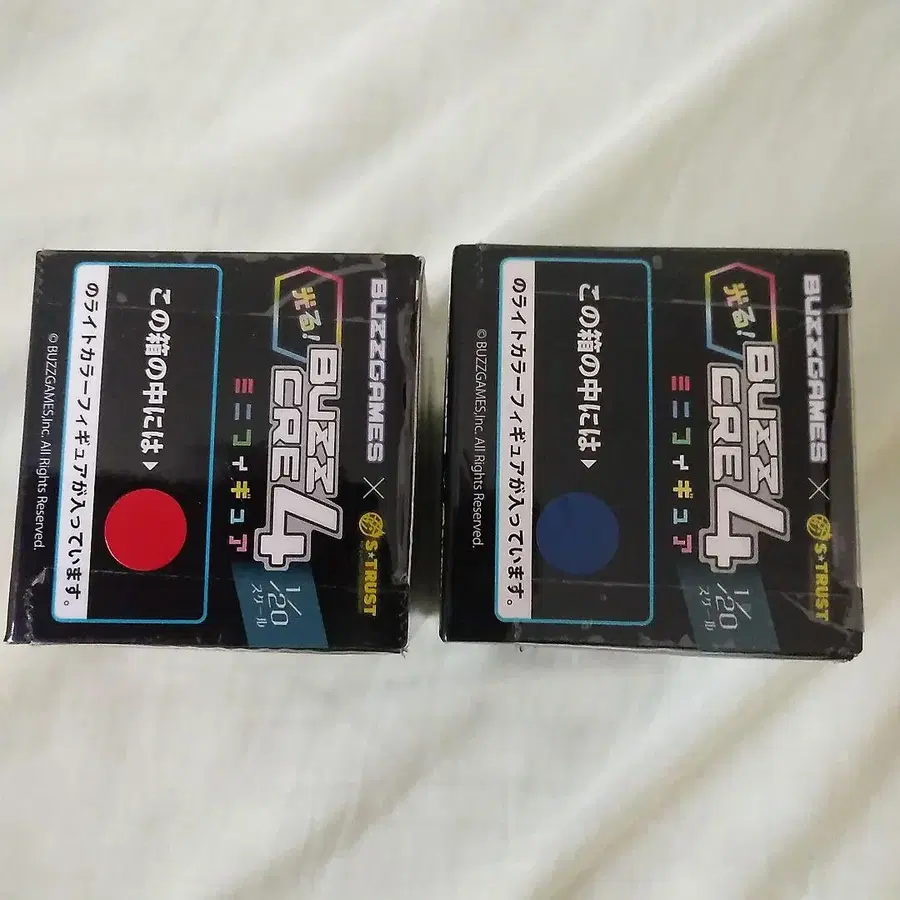 BUZZGAMES × S★TRUST
光る!
BUZZ
CRE4
ミニフィギュア
1/20
スケール
この箱の中には▶
のライトカラーフィギュアが入っています。
©BUZZGAMES,Inc. All Rights Reserved.
BUZZGAMES × S★TRUST
光る!
BUZZ
CRE4
ミニフィギュア
1/20
スケール
この箱の中には▶
のライトカラーフィギュアが入っています。
©BUZZGAMES,Inc. All Rights Reserved.